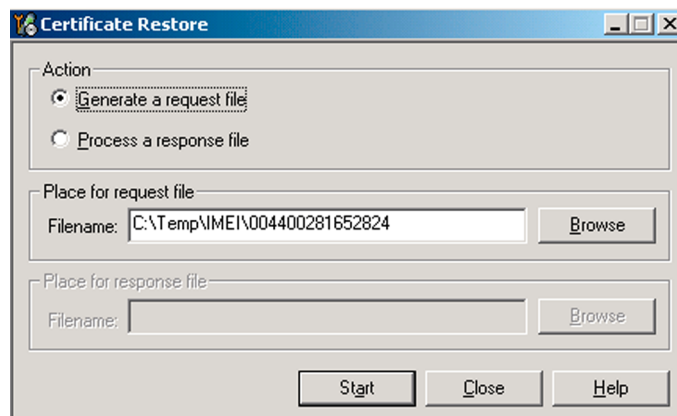 Certificate Restore
Action
Generate a request file
Process a response file
Place for request file
Filename: C:\Temp\IMEI\004400281652824 Browse
Place for response file
Filename: Browse
Start Close Help